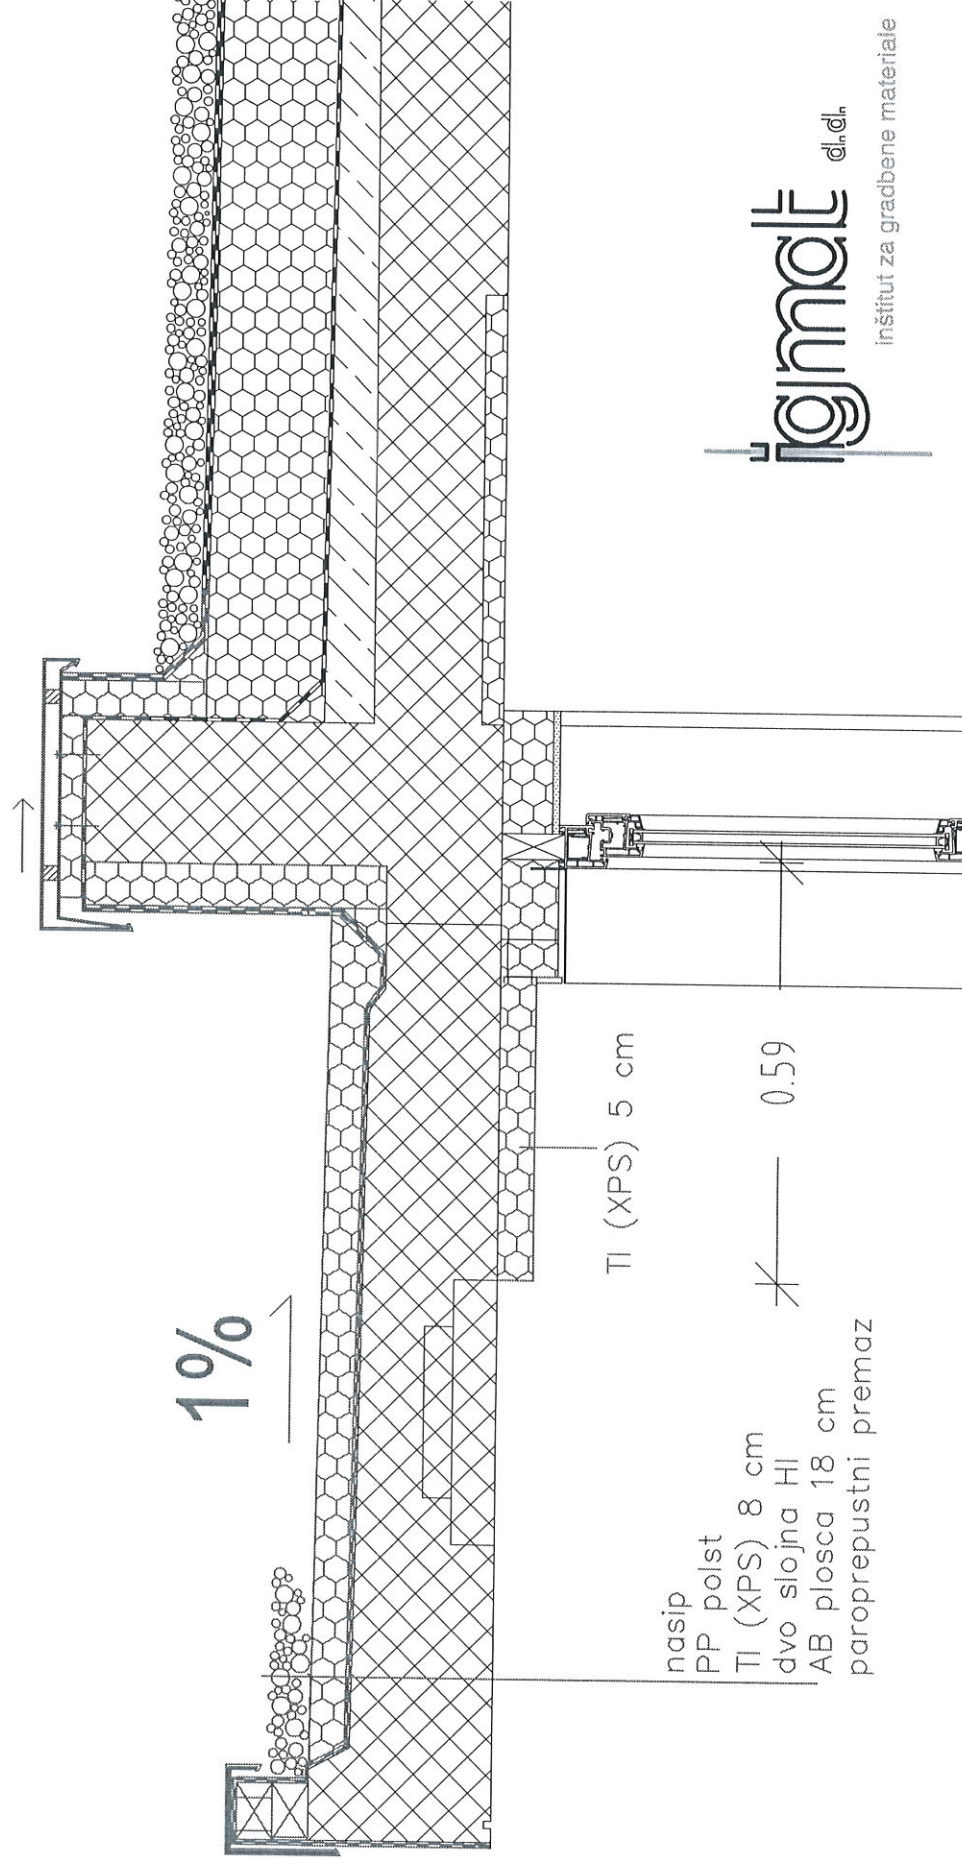 1%
nasip
PP polst
TI (XPS) 8 cm
dvo slojna HI
AB plosca 18 cm
paroprepustni premaz
TI (XPS) 5 cm
0.59
igmat d.d.
inštitut za gradbene materiale